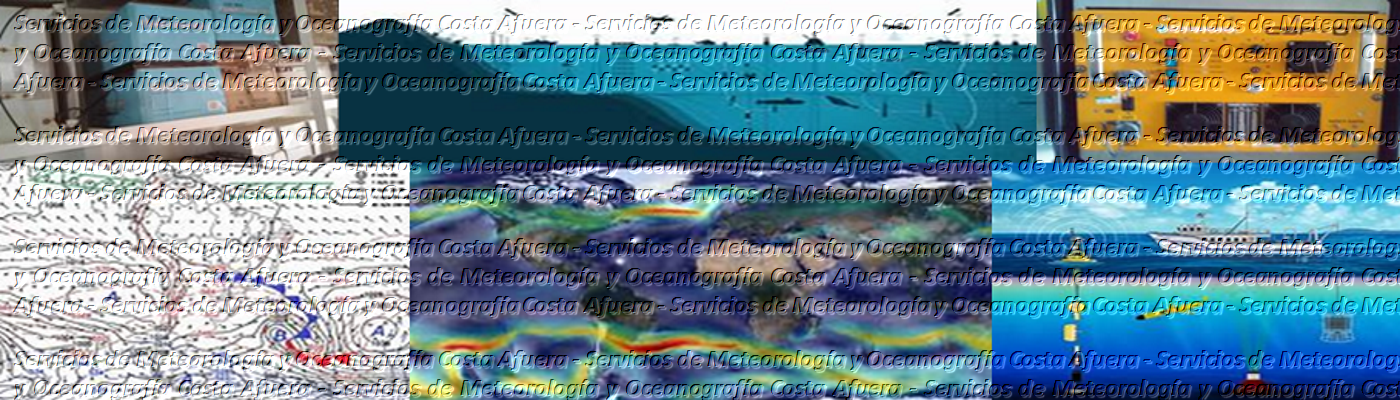 Servicios de Meteorología y Oceanografía Costa Afuera - Servicios de Meteorología y Oceanografía Costa Afuera - Servicios de Meteorología
y Oceanografía Costa Afuera - Servicios de Meteorología y Oceanografía Costa Afuera - Servicios de Meteorología y Oceanografía Costa
Afuera - Servicios de Meteorología y Oceanografía Costa Afuera - Servicios de Meteorología y Oceanografía Costa Afuera - Servicios de
Servicios de Meteorología y Oceanografía Costa Afuera - Servicios de Meteorología y Oceanografía Costa Afuera - Servicios de Meteorología
y Oceanografía Costa Afuera - Servicios de Meteorología y Oceanografía Costa Afuera - Servicios de Meteorología y Oceanografía Costa
Afuera - Servicios de Meteorología y Oceanografía Costa Afuera - Servicios de Meteorología y Oceanografía Costa Afuera - Servicios de
Servicios de Meteorología y Oceanografía Costa Afuera - Servicios de Meteorología y Oceanografía Costa Afuera - Servicios de Meteorología
y Oceanografía Costa Afuera - Servicios de Meteorología y Oceanografía Costa Afuera - Servicios de Meteorología y Oceanografía Costa
Afuera - Servicios de Meteorología y Oceanografía Costa Afuera - Servicios de Meteorología y Oceanografía Costa Afuera - Servicios de
Servicios de Meteorología y Oceanografía Costa Afuera - Servicios de Meteorología y Oceanografía Costa Afuera - Servicios de Meteorología
y Oceanografía Costa Afuera - Servicios de Meteorología y Oceanografía Costa Afuera - Servicios de Meteorología y Oceanografía Costa